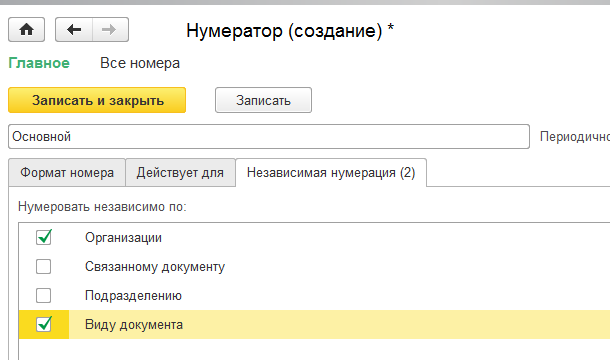 Нумератор (создание) *
Главное Все номера
Записать и закрыть Записать
Основной Периодично
Формат номера Действует для Независимая нумерация (2)
Нумеровать независимо по:
Организации
Связанному документу
Подразделению
Виду документа